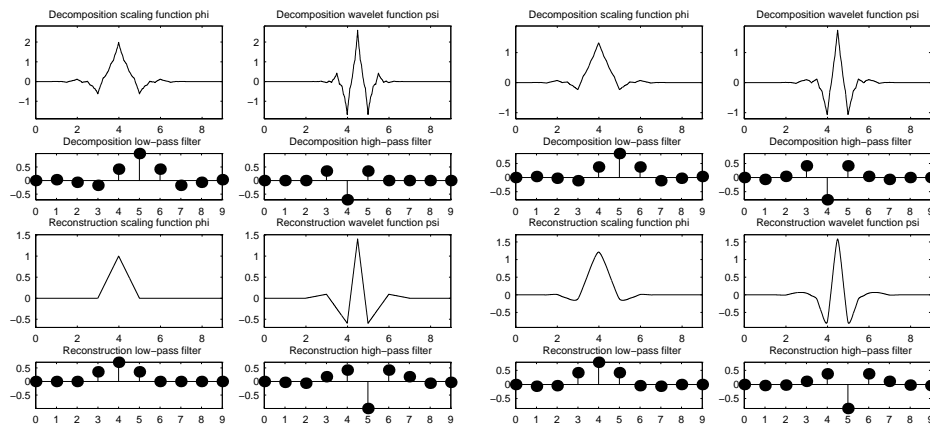 Decomposition scaling function phi
Decomposition wavelet function psi
Decomposition scaling function phi
Decomposition wavelet function psi
2
1
0
−1
0 2 4 6 8
2
1
0
−1
0 2 4 6 8
1
0
−1
0 2 4 6 8
1
0
−1
0 2 4 6 8
Decomposition low−pass filter
Decomposition high−pass filter
Decomposition low−pass filter
Decomposition high−pass filter
0.5
0
−0.5
0 1 2 3 4 5 6 7 8 9
0.5
0
−0.5
0 1 2 3 4 5 6 7 8 9
0.5
0
−0.5
0 1 2 3 4 5 6 7 8 9
0.5
0
−0.5
0 1 2 3 4 5 6 7 8 9
Reconstruction scaling function phi
Reconstruction wavelet function psi
Reconstruction scaling function phi
Reconstruction wavelet function psi
1.5
1
0.5
0
−0.5
0 2 4 6 8
1.5
1
0.5
0
−0.5
0 2 4 6 8
1.5
1
0.5
0
−0.5
0 2 4 6 8
1.5
1
0.5
0
−0.5
0 2 4 6 8
Reconstruction low−pass filter
Reconstruction high−pass filter
Reconstruction low−pass filter
Reconstruction high−pass filter
0.5
0
−0.5
0 1 2 3 4 5 6 7 8 9
0.5
0
−0.5
0 1 2 3 4 5 6 7 8 9
0.5
0
−0.5
0 1 2 3 4 5 6 7 8 9
0.5
0
−0.5
0 1 2 3 4 5 6 7 8 9